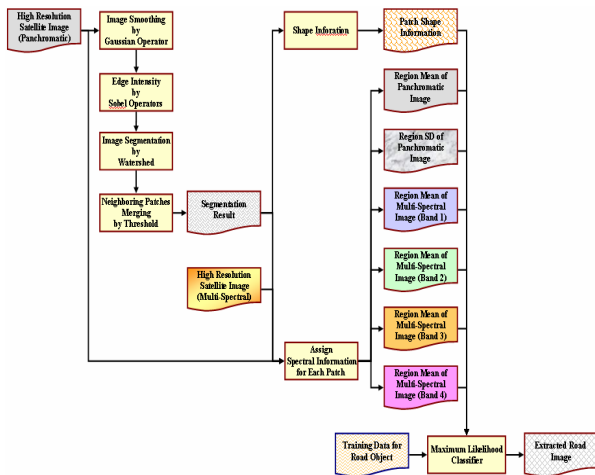 High Resolution
Satellite Image
(Panchromatic)
Image Smoothing
by
Gaussian Operator
Edge Intensity
by
Sobel Operators
Image Segmentation
by
Watershed
Neighboring Patches
Merging
by Threshold
Segmentation
Result
High Resolution
Satellite Image
(Multi-Spectral)
Shape Inforation
Assign
Spectral Information
for Each Patch
Patch Shape
Information
Region Mean of
Panchromatic
Image
Region SD of
Panchromatic
Image
Region Mean of
Multi-Spectral
Image (Band 1)
Region Mean of
Multi-Spectral
Image (Band 2)
Region Mean of
Multi-Spectral
Image (Band 3)
Region Mean of
Multi-Spectral
Image (Band 4)
Training Data for
Road Object
Maximum Likelihood
Classifier
Extracted Road
Image